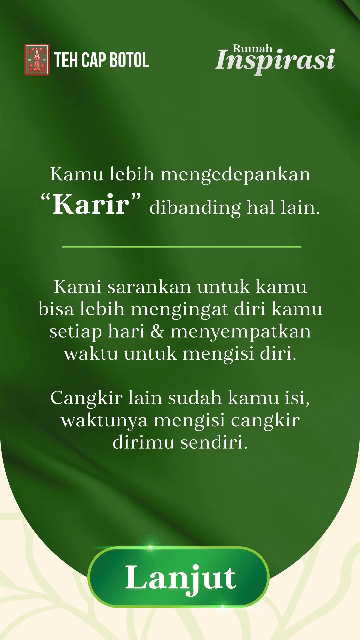 TEH CAP BOTOL
Rumah
Inspirasi
Kamu lebih mengedepankan
“Karir” dibanding hal lain.
Kami sarankan untuk kamu
bisa lebih mengingat diri kamu
setiap hari & menyempatkan
waktu untuk mengisi diri.
Cangkir lain sudah kamu isi,
waktunya mengisi cangkir
dirimu sendiri.
Lanjut